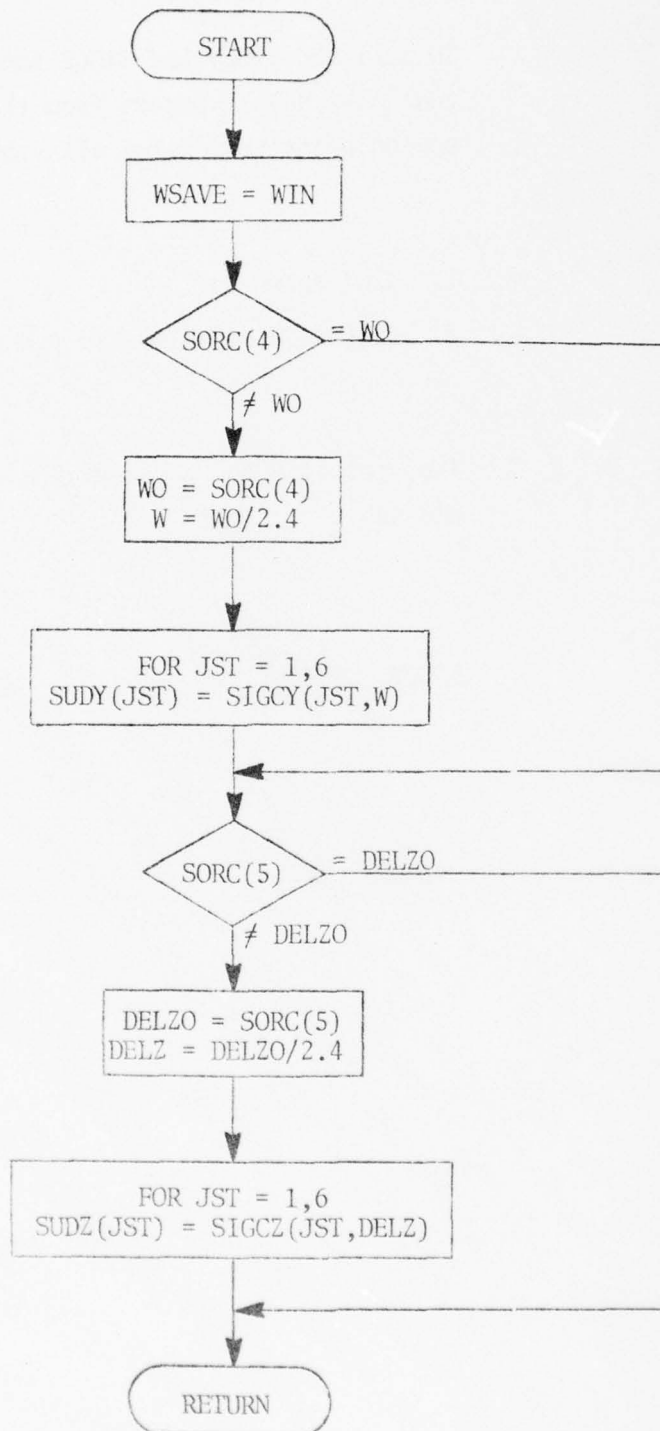 START
WSAVE = WIN
SORC(4)
= WO
≠ WO
WO = SORC(4)
W = WO/2.4
FOR JST = 1,6
SUDY(JST) = SIGCY(JST,W)
SORC(5)
= DELZO
≠ DELZO
DELZO = SORC(5)
DELZ = DELZO/2.4
FOR JST = 1,6
SUDZ(JST) = SIGCZ(JST,DELZ)
RETURN